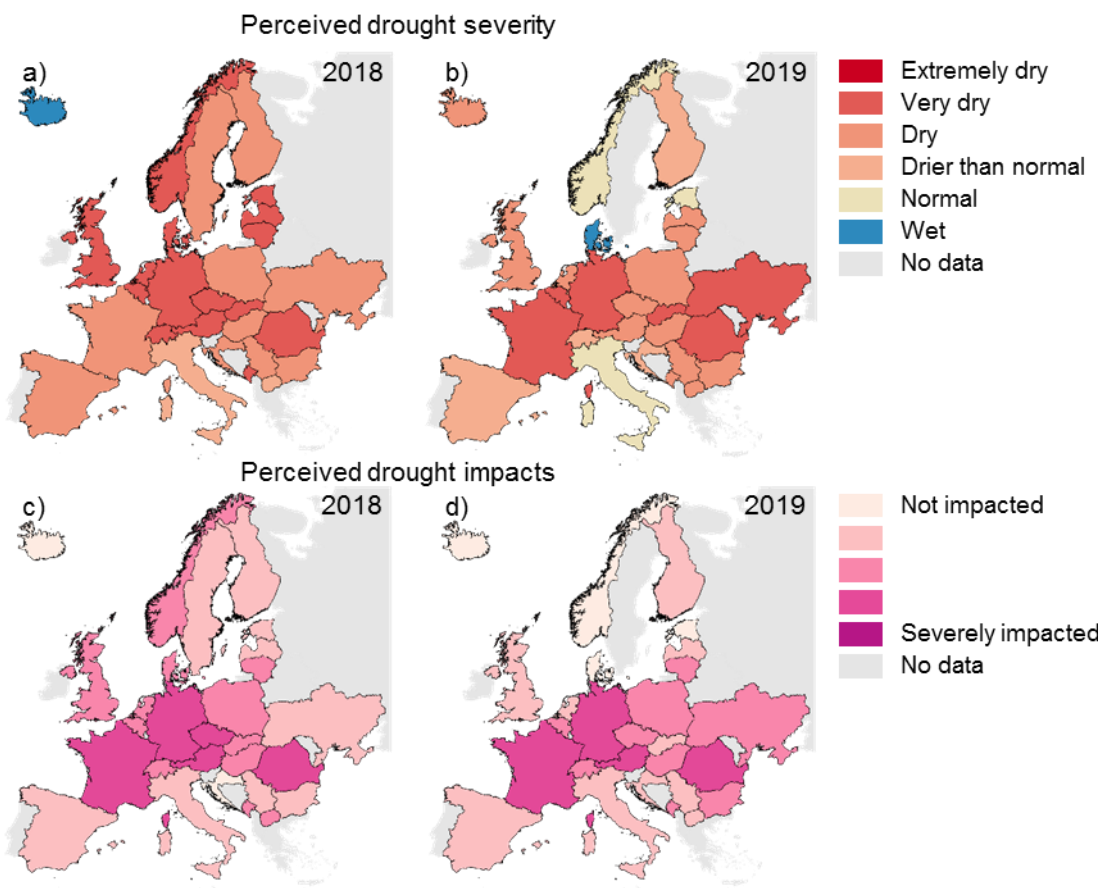 Perceived drought severity
a)
2018
b)
2019
Extremely dry
Very dry
Dry
Drier than normal
Normal
Wet
No data
Perceived drought impacts
c)
2018
d)
2019
Not impacted
Severely impacted
No data